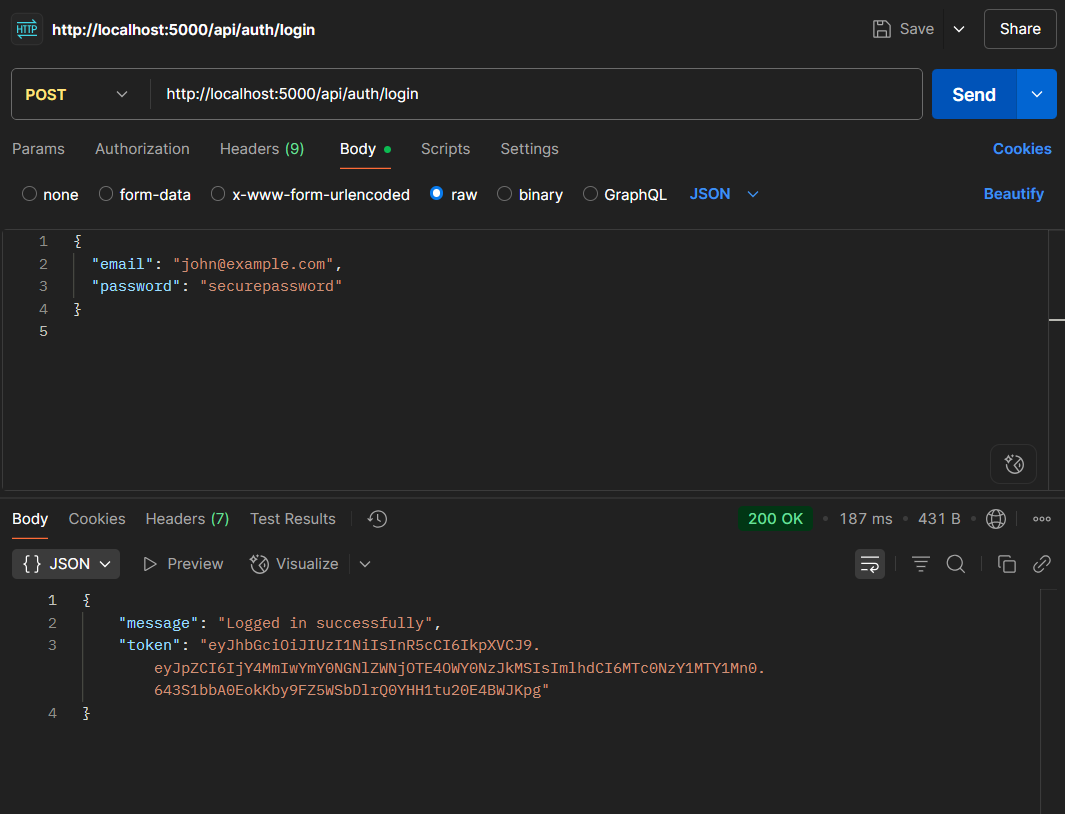 HTTP http://localhost:5000/api/auth/login Save Share
POST http://localhost:5000/api/auth/login Send
Params Authorization Headers (9) Body Scripts Settings Cookies
none form-data x-www-form-urlencoded raw binary GraphQL JSON Beautify
1 {
2 "email": "john@example.com",
3 "password": "securepassword"
4 }
5
Body Cookies Headers (7) Test Results 200 OK 187 ms 431 B
{} JSON Preview Visualize
1 {
2 "message": "Logged in successfully",
3 "token": "eyJhbGciOiJIUzI1NiIsInR5cCI6IkpXVCJ9.
eyJpZCI6IjY4MmIwYmY0NGNlZWNjOTE4OWY0NzJkMSIsImlhdCI6MTc0NzY1MTY1Mn0.
643S1bbA0EokKby9FZ5WSbDlrQ0YHH1tu20E4BWJKpg"
4 }